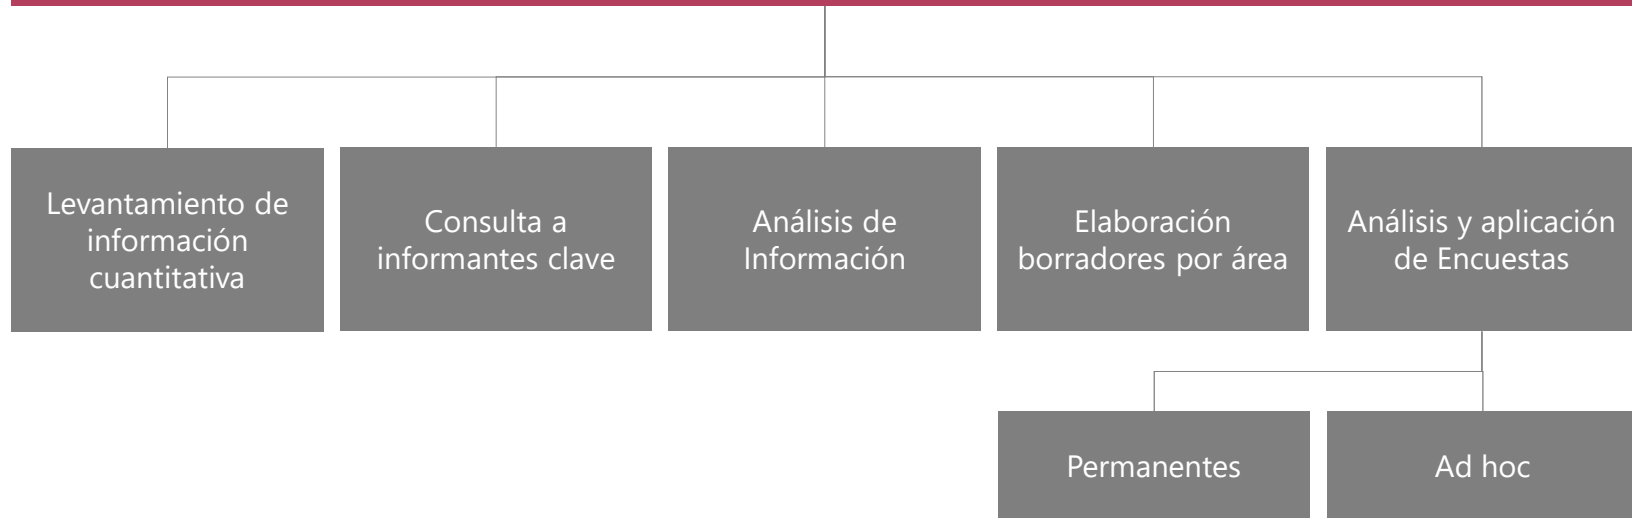 Levantamiento de
información
cuantitativa
Consulta a
informantes clave
Análisis de
Información
Elaboración
borradores por área
Análisis y aplicación
de Encuestas
Permanentes
Ad hoc